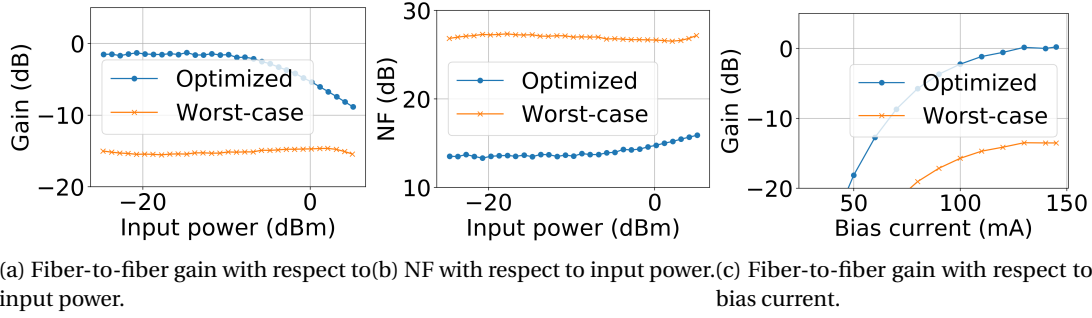 Gain (dB)
0
−10
−20
Optimized
Worst-case
−20
0
Input power (dBm)
NF (dB)
30
20
10
Optimized
Worst-case
−20
0
Input power (dBm)
Gain (dB)
0
−10
−20
Optimized
Worst-case
50
100
150
Bias current (mA)
(a) Fiber-to-fiber gain with respect to
input power.
(b) NF with respect to input power.
(c) Fiber-to-fiber gain with respect to
bias current.